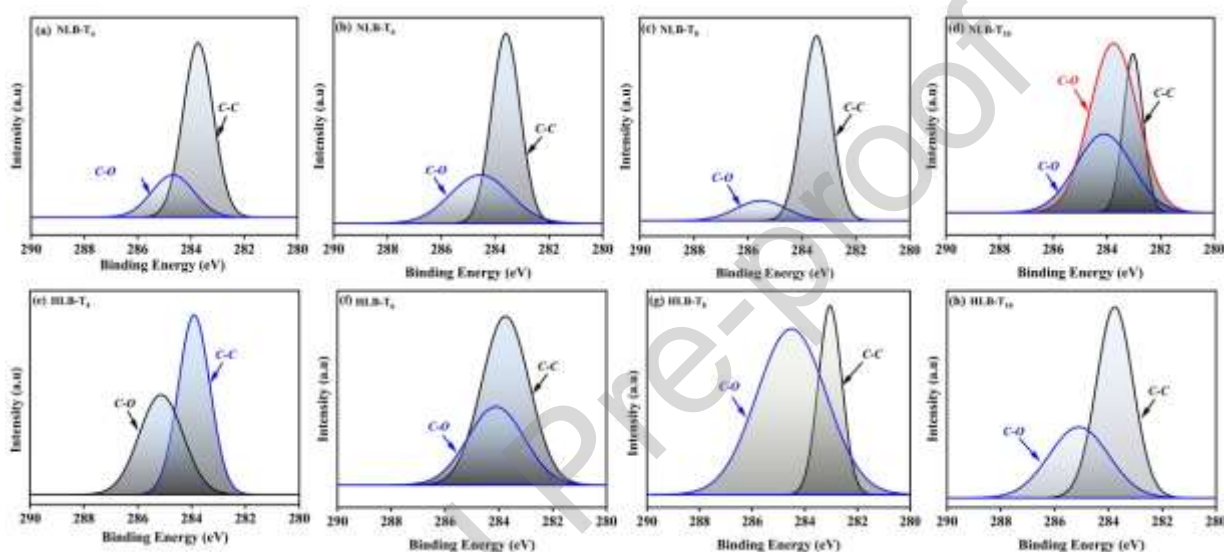 (a) NLB-T₄
C-C
C-O
Intensity (a.u)
290 288 286 284 282 280
Binding Energy (eV)
(b) NLB-T₆
C-C
C-O
Intensity (a.u)
290 288 286 284 282 280
Binding Energy (eV)
(c) NLB-T₈
C-C
C-O
Intensity (a.u)
290 288 286 284 282 280
Binding Energy (eV)
(d) NLB-T₁₀
C-O
C-C
C-O
Intensity (a.u)
290 288 286 284 282 280
Binding Energy (eV)
(e) HLB-T₄
C-C
C-O
Intensity (a.u)
290 288 286 284 282 280
Binding Energy (eV)
(f) HLB-T₆
C-C
C-O
Intensity (a.u)
290 288 286 284 282 280
Binding Energy (eV)
(g) HLB-T₈
C-C
C-O
Intensity (a.u)
290 288 286 284 282 280
Binding Energy (eV)
(h) HLB-T₁₀
C-C
C-O
Intensity (a.u)
290 288 286 284 282 280
Binding Energy (eV)
l Pre-proof